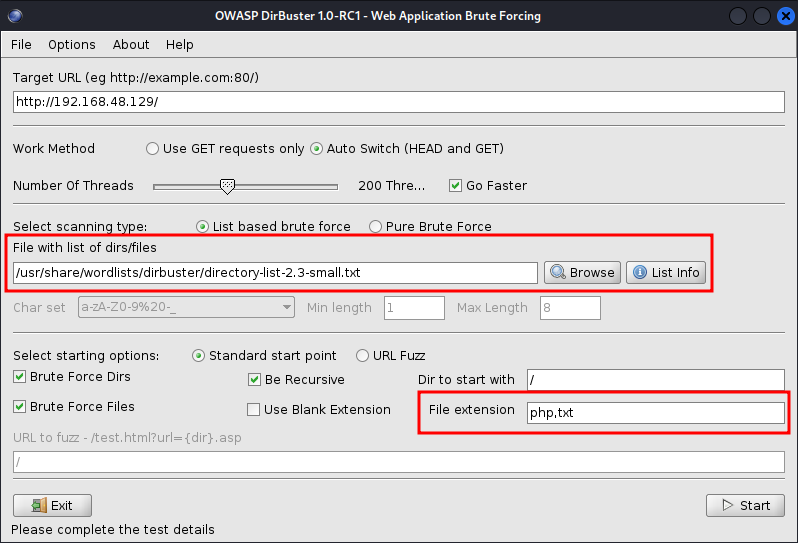 OWASP DirBuster 1.0-RC1 - Web Application Brute Forcing
File Options About Help
Target URL (eg http://example.com:80/)
http://192.168.48.129/
Work Method Use GET requests only Auto Switch (HEAD and GET)
Number Of Threads 200 Thre... Go Faster
Select scanning type: List based brute force Pure Brute Force
File with list of dirs/files
/usr/share/wordlists/dirbuster/directory-list-2.3-small.txt Browse List Info
Char set a-zA-Z0-9%20-_ Min length 1 Max Length 8
Select starting options: Standard start point URL Fuzz
Brute Force Dirs Be Recursive Dir to start with /
Brute Force Files Use Blank Extension File extension php,txt
URL to fuzz - /test.html?url={dir}.asp
/
Exit Start
Please complete the test details